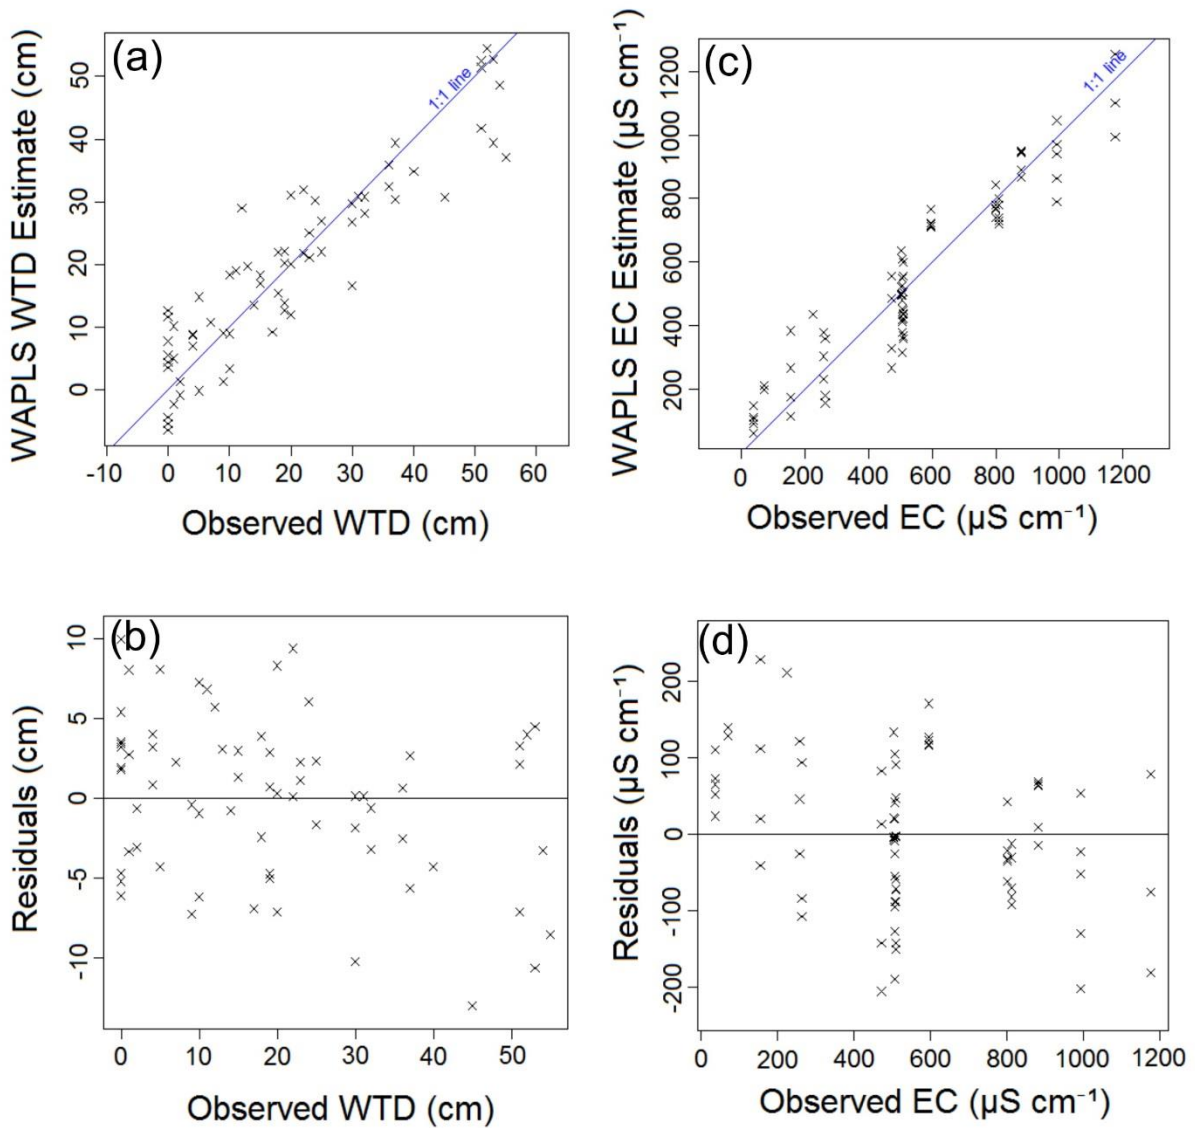 (a)
WAPLS WTD Estimate (cm)
50
40
30
20
10
0
1:1 line
-10 0 10 20 30 40 50 60
Observed WTD (cm)
(c)
WAPLS EC Estimate (µS cm⁻¹)
1200
1000
800
600
400
200
1:1 line
0 200 400 600 800 1000 1200
Observed EC (µS cm⁻¹)
(b)
Residuals (cm)
10
5
0
-5
-10
0 10 20 30 40 50
Observed WTD (cm)
(d)
Residuals (µS cm⁻¹)
200
100
0
-100
-200
0 200 400 600 800 1000 1200
Observed EC (µS cm⁻¹)